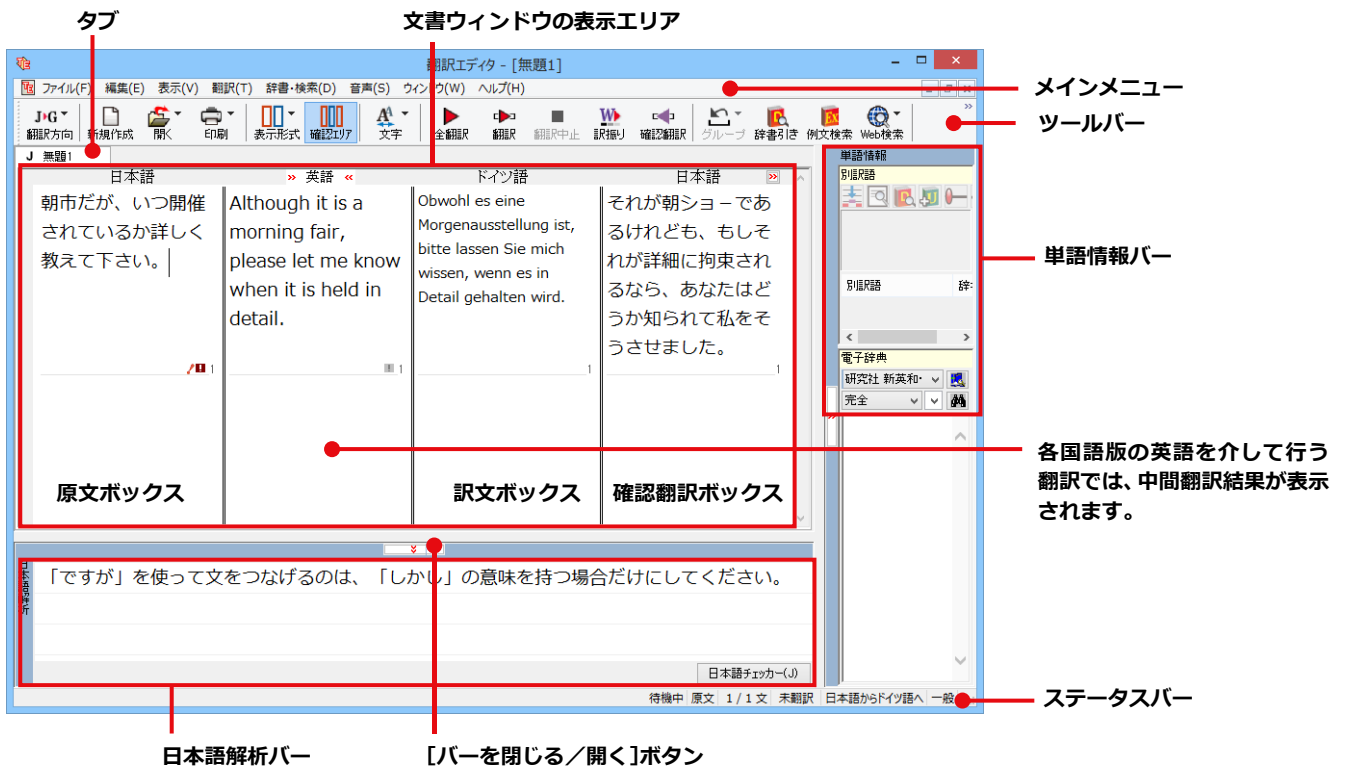 タブ
文書ウィンドウの表示エリア
翻訳エディタ - [無題1]
ファイル(F) 編集(E) 表示(V) 翻訳(T) 辞書・検索(D) 音声(S) ウィンドウ(W) ヘルプ(H)
メインメニュー
J▸G
翻訳方向 新規作成 開く 印刷 表示形式 確認エリア 文字 全翻訳 翻訳 翻訳中止 訳振り 確認翻訳 グループ 辞書引き 例文検索 Web検索
ツールバー
J 無題1
日本語
朝市だが、いつ開催
されているか詳しく
教えて下さい。
1
原文ボックス
» 英語 «
Although it is a
morning fair,
please let me know
when it is held in
detail.
1
ドイツ語
Obwohl es eine
Morgenausstellung ist,
bitte lassen Sie mich
wissen, wenn es in
Detail gehalten wird.
1
訳文ボックス
日本語 »
それが朝ショーであ
るけれども、もしそ
れが詳細に拘束され
るなら、あなたはど
うか知られて私をそ
うさせました。
1
確認翻訳ボックス
単語情報
別訳語
別訳語 辞
電子辞典
研究社 新英和・
完全
単語情報バー
各国語版の英語を介して行う
翻訳では、中間翻訳結果が表示
されます。
日本語解析
「ですが」を使って文をつなげるのは、「しかし」の意味を持つ場合だけにしてください。
日本語チェッカー(J)
待機中 原文 1 / 1 文 未翻訳 日本語からドイツ語へ 一般
ステータスバー
日本語解析バー
[バーを閉じる／開く]ボタン